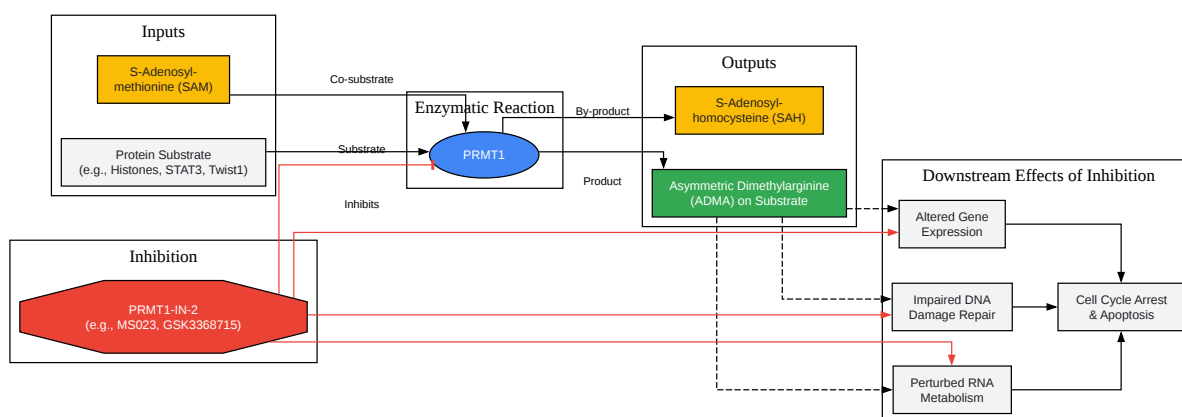 Inputs
S-Adenosyl-
methionine (SAM)
Protein Substrate
(e.g., Histones, STAT3, Twist1)
Co-substrate
Substrate
Inhibits
Enzymatic Reaction
PRMT1
By-product
Product
Outputs
S-Adenosyl-
homocysteine (SAH)
Asymmetric Dimethylarginine
(ADMA) on Substrate
Inhibition
PRMT1-IN-2
(e.g., MS023, GSK3368715)
Downstream Effects of Inhibition
Altered Gene
Expression
Impaired DNA
Damage Repair
Perturbed RNA
Metabolism
Cell Cycle Arrest
& Apoptosis